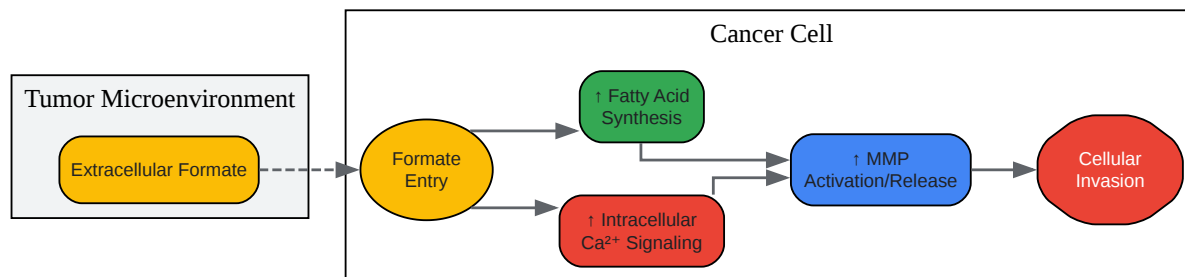 Cancer Cell
Tumor Microenvironment
Extracellular Formate
Formate
Entry
↑ Fatty Acid
Synthesis
↑ Intracellular
Ca²⁺ Signaling
↑ MMP
Activation/Release
Cellular
Invasion